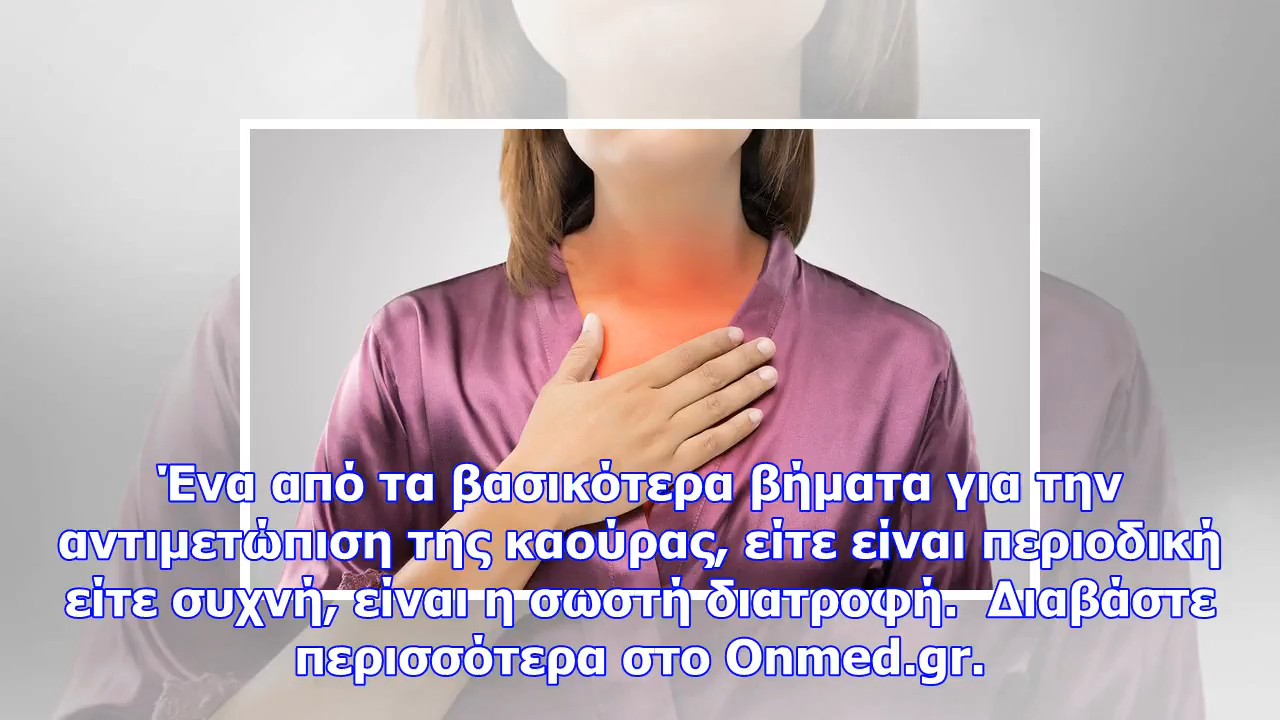 Ένα από τα βασικότερα βήματα για την
αντιμετώπιση της καούρας, είτε είναι περιοδική
είτε συχνή, είναι η σωστή διατροφή.  Διαβάστε
περισσότερα στο Onmed.gr.